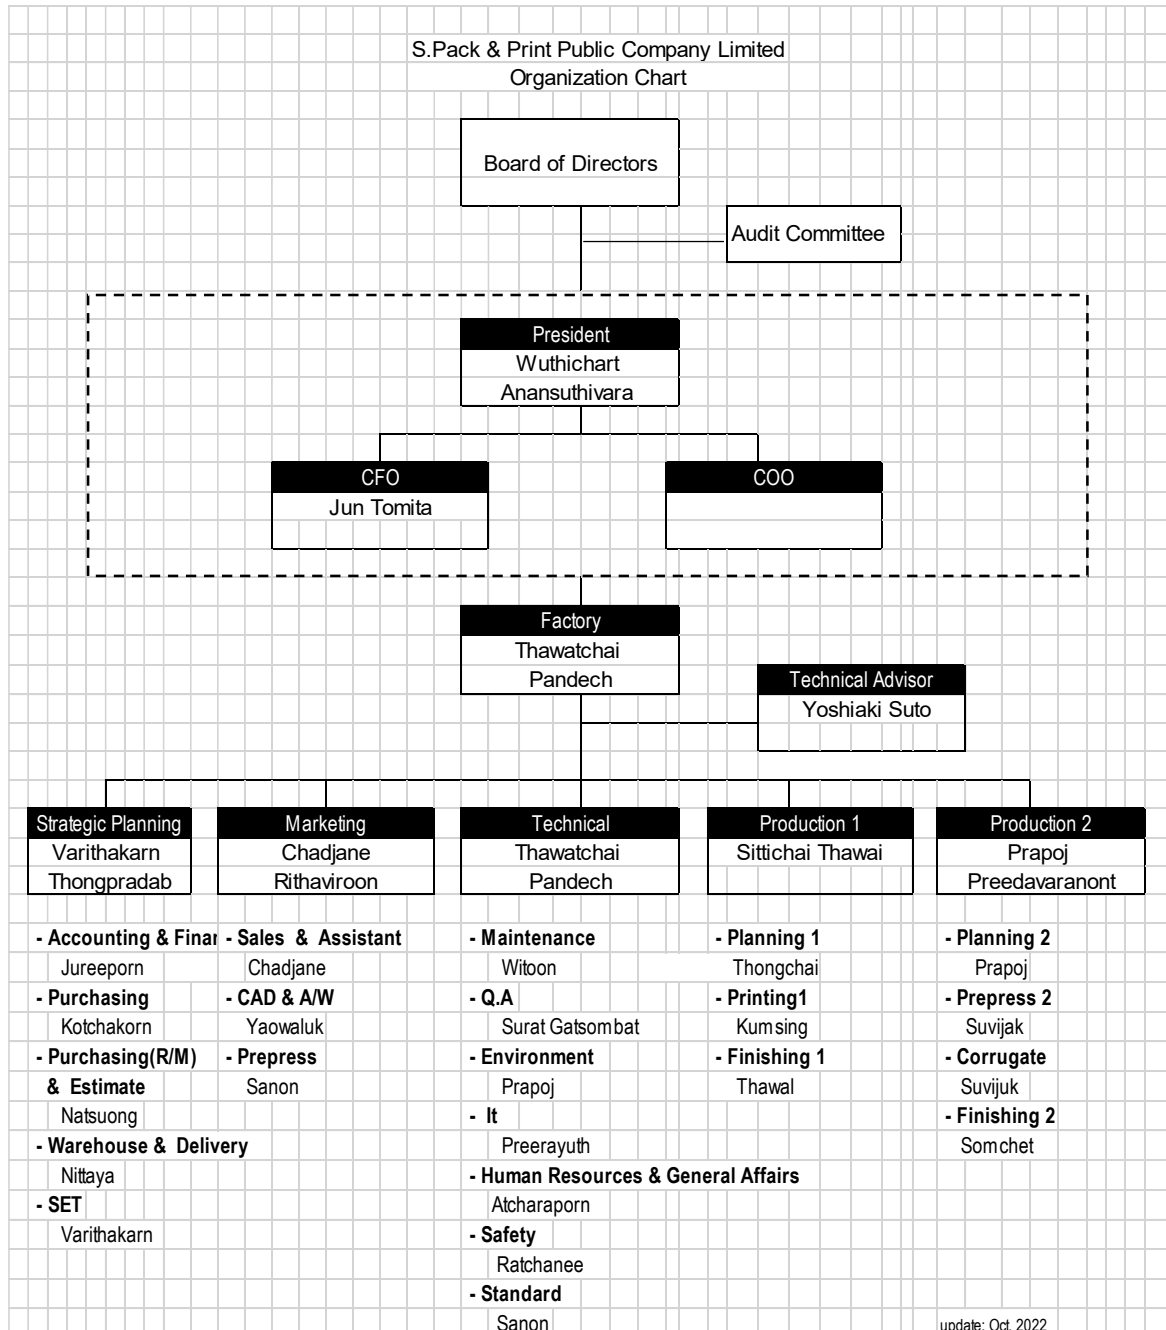 S.Pack & Print Public Company Limited
Organization Chart
Board of Directors
Audit Committee
President
Wuthichart
Anansuthivara
CFO
Jun Tomita
COO
Factory
Thawatchai
Pandech
Technical Advisor
Yoshiaki Suto
Strategic Planning
Varithakarn
Thongpradab
Marketing
Chadjane
Rithaviroon
Technical
Thawatchai
Pandech
Production 1
Sittichai Thawai
Production 2
Prapoj
Preedavaranont
- Accounting & Finar
Jureeporn
- Purchasing
Kotchakorn
- Purchasing(R/M)
& Estimate
Natsuong
- Warehouse & Delivery
Nittaya
- SET
Varithakarn
- Sales & Assistant
Chadjane
- CAD & A/W
Yaowaluk
- Prepress
Sanon
- Maintenance
Witoon
- Q.A
Surat Gatsombat
- Environment
Prapoj
- It
Preerayuth
- Human Resources & General Affairs
Atcharaporn
- Safety
Ratchanee
- Standard
Sanon
- Planning 1
Thongchai
- Printing1
Kumsing
- Finishing 1
Thawal
- Planning 2
Prapoj
- Prepress 2
Suvijak
- Corrugate
Suvijuk
- Finishing 2
Somchet
update: Oct. 2022